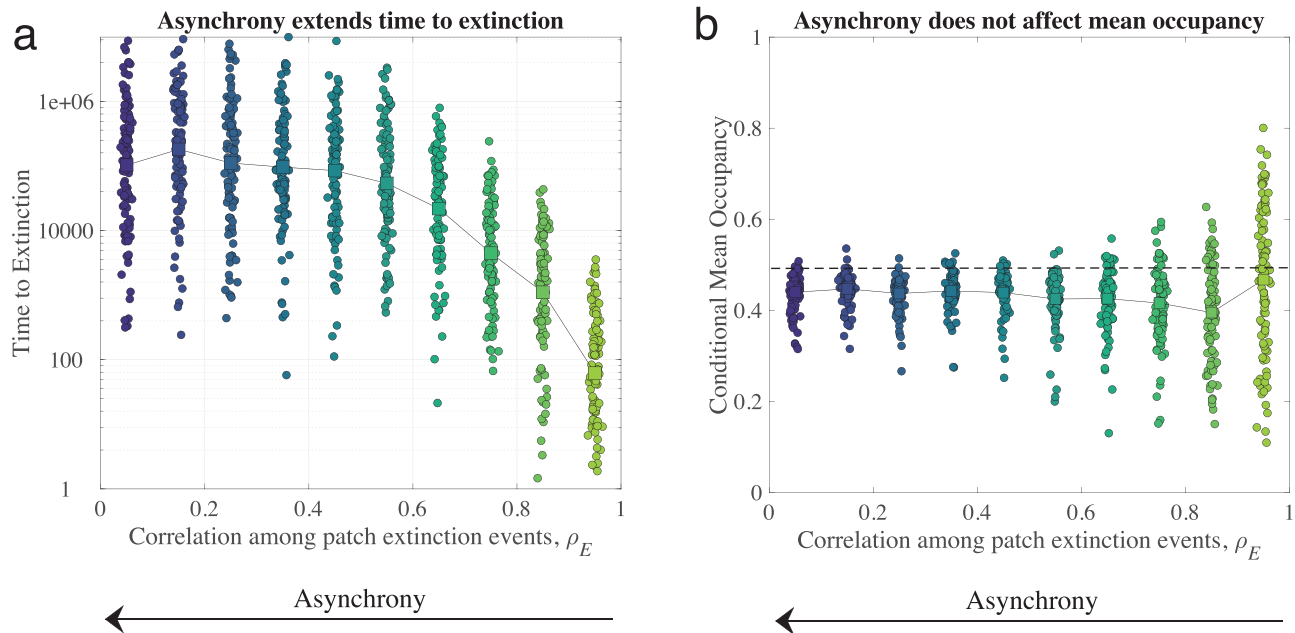 a
Asynchrony extends time to extinction
1e+06
10000
100
1
Time to Extinction
0
0.2
0.4
0.6
0.8
1
Correlation among patch extinction events, ρ_E
Asynchrony
b
Asynchrony does not affect mean occupancy
1
0.8
0.6
0.4
0.2
0
Conditional Mean Occupancy
0
0.2
0.4
0.6
0.8
1
Correlation among patch extinction events, ρ_E
Asynchrony